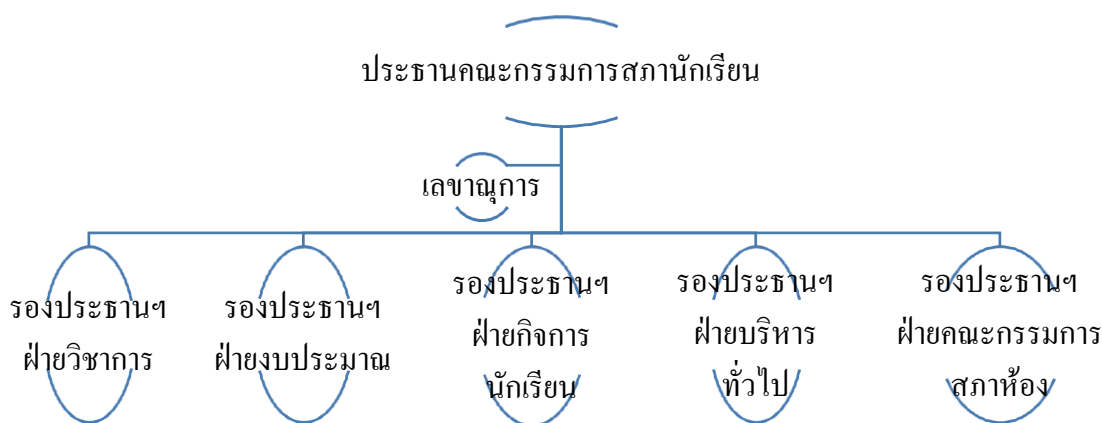 ประธานคณะกรรมการสภานักเรียน
เลขาณุการ
รองประธานฯ
ฝ่ายวิชาการ
รองประธานฯ
ฝ่ายงบประมาณ
รองประธานฯ
ฝ่ายกิจการ
นักเรียน
รองประธานฯ
ฝ่ายบริหาร
ทั่วไป
รองประธานฯ
ฝ่ายคณะกรรมการ
สภาห้อง